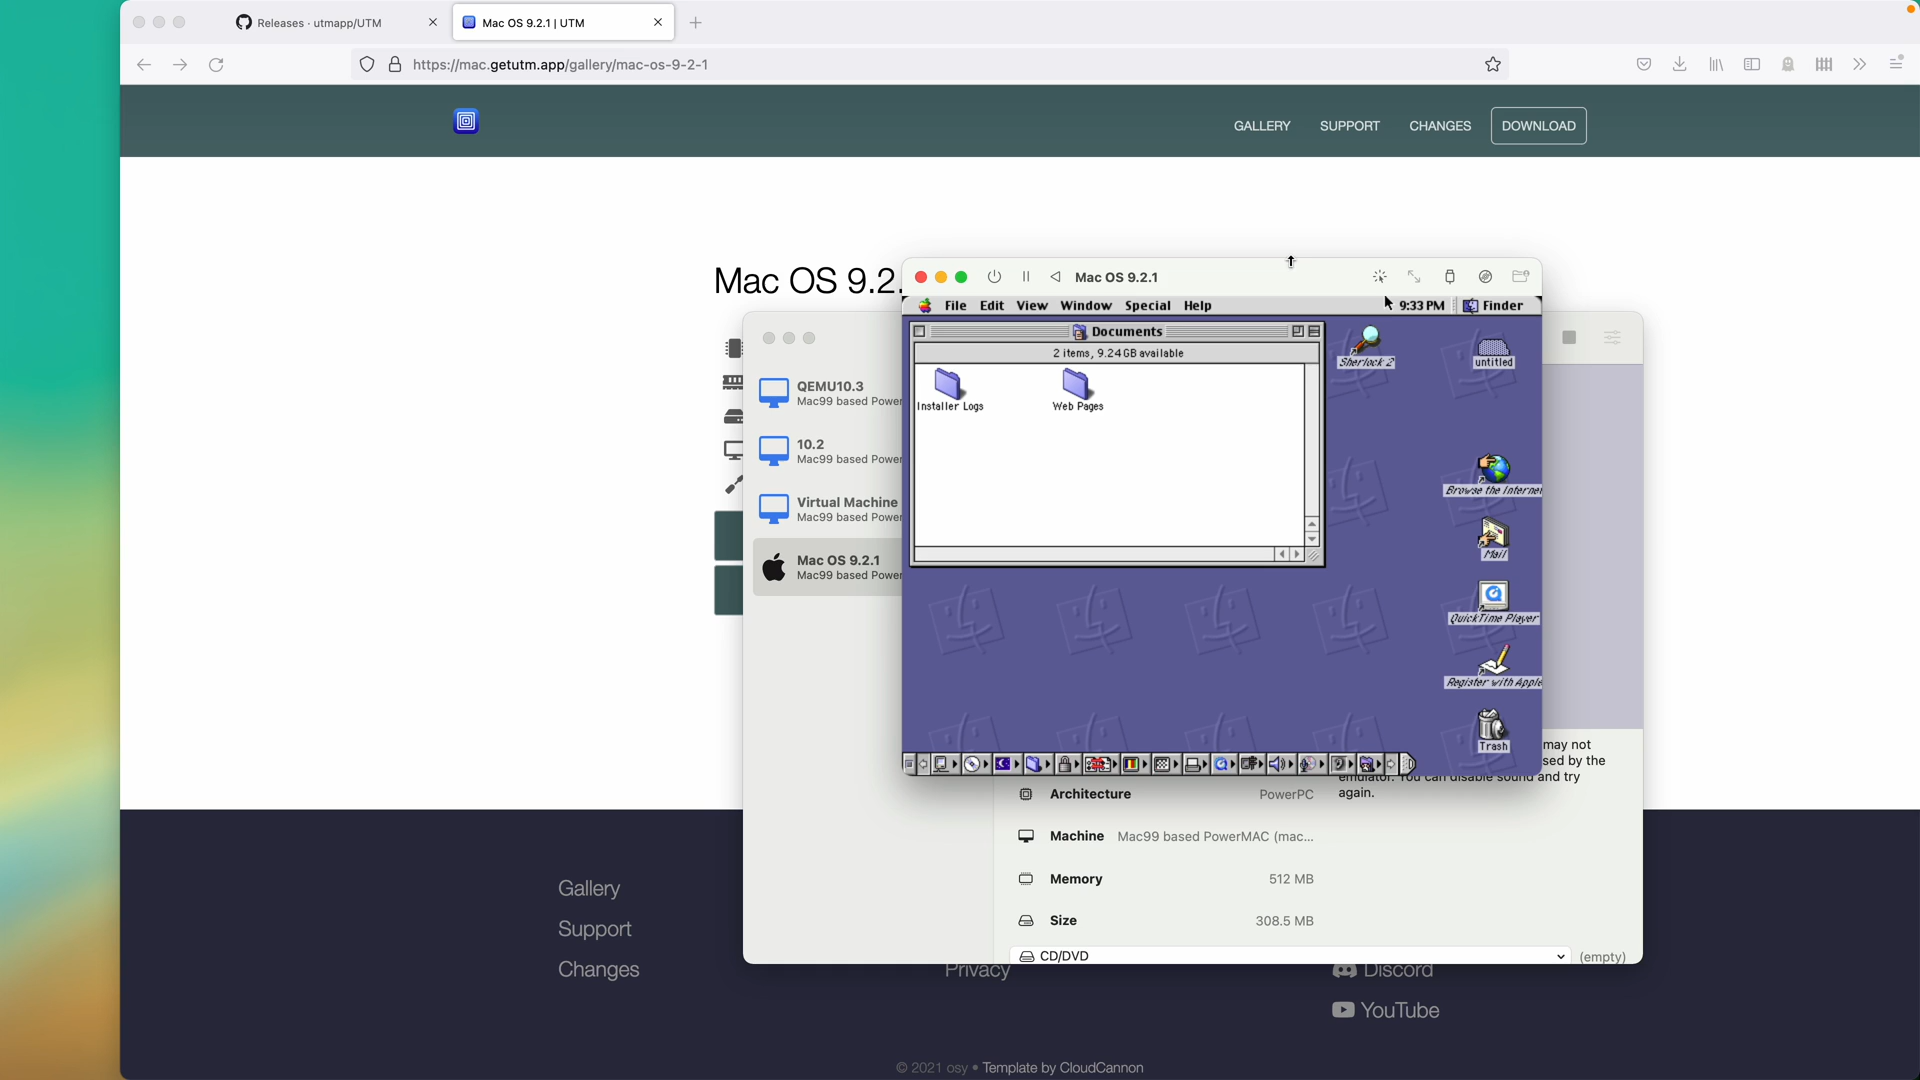 Releases · utmapp/UTM
Mac OS 9.2.1 | UTM
https://mac.getutm.app/gallery/mac-os-9-2-1
GALLERY
SUPPORT
CHANGES
DOWNLOAD
Mac OS 9.2.
Mac OS 9.2.1
File Edit View Window Special Help
9:33 PM
Finder
Documents
2 items, 9.24 GB available
Installer Logs
Web Pages
Sherlock 2
untitled
Browse the Internet
Mail
QuickTime Player
Register with Apple
Trash
QEMU10.3
Mac99 based Power
10.2
Mac99 based Power
Virtual Machine
Mac99 based Power
Mac OS 9.2.1
Mac99 based Power
may not
sed by the
emulator. You can disable sound and try
again.
Architecture PowerPC
Machine Mac99 based PowerMAC (mac...
Memory 512 MB
Size 308.5 MB
CD/DVD (empty)
Gallery
Support
Changes
Privacy
Discord
YouTube
© 2021 osy • Template by CloudCannon